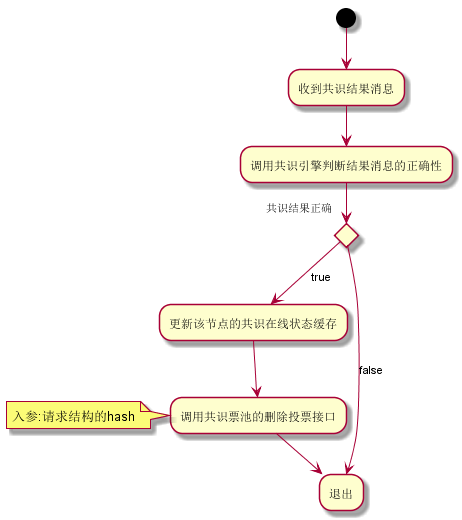 收到共识结果消息
调用共识引擎判断结果消息的正确性
共识结果正确
true
更新该节点的共识在线状态缓存
false
入参:请求结构的hash
调用共识票池的删除投票接口
退出